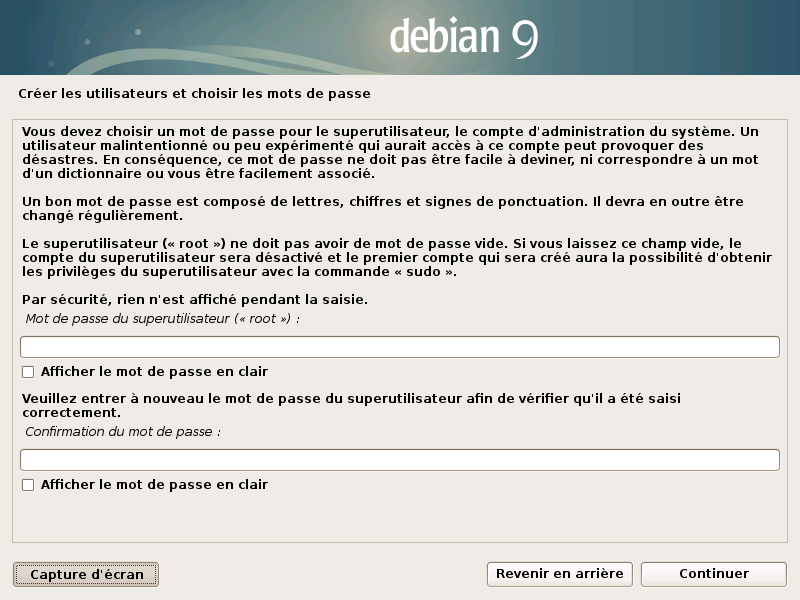 debian 9
Créer les utilisateurs et choisir les mots de passe
Vous devez choisir un mot de passe pour le superutilisateur, le compte d'administration du système. Un
utilisateur malintentionné ou peu expérimenté qui aurait accès à ce compte peut provoquer des
désastres. En conséquence, ce mot de passe ne doit pas être facile à deviner, ni correspondre à un mot
d'un dictionnaire ou vous être facilement associé.
Un bon mot de passe est composé de lettres, chiffres et signes de ponctuation. Il devra en outre être
changé régulièrement.
Le superutilisateur (« root ») ne doit pas avoir de mot de passe vide. Si vous laissez ce champ vide, le
compte du superutilisateur sera désactivé et le premier compte qui sera créé aura la possibilité d'obtenir
les privilèges du superutilisateur avec la commande « sudo ».
Par sécurité, rien n'est affiché pendant la saisie.
Mot de passe du superutilisateur (« root ») :
Afficher le mot de passe en clair
Veuillez entrer à nouveau le mot de passe du superutilisateur afin de vérifier qu'il a été saisi
correctement.
Confirmation du mot de passe :
Afficher le mot de passe en clair
Capture d'écran
Revenir en arrière
Continuer